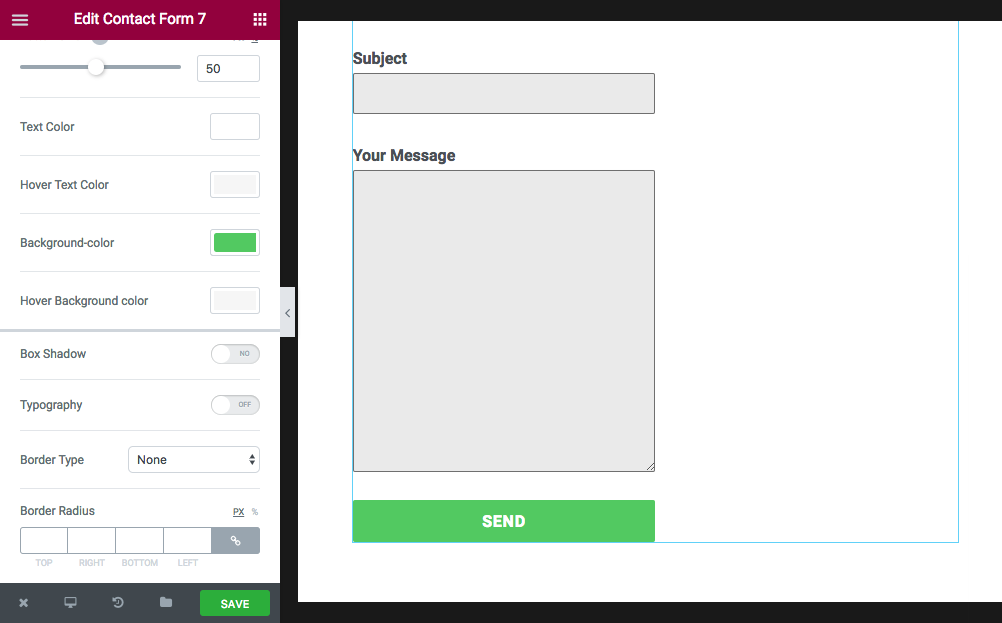 Edit Contact Form 7
50
Text Color
Hover Text Color
Background-color
Hover Background color
Box Shadow
NO
Typography
OFF
Border Type
None
Border Radius
PX %
TOP RIGHT BOTTOM LEFT
SAVE
Subject
Your Message
SEND